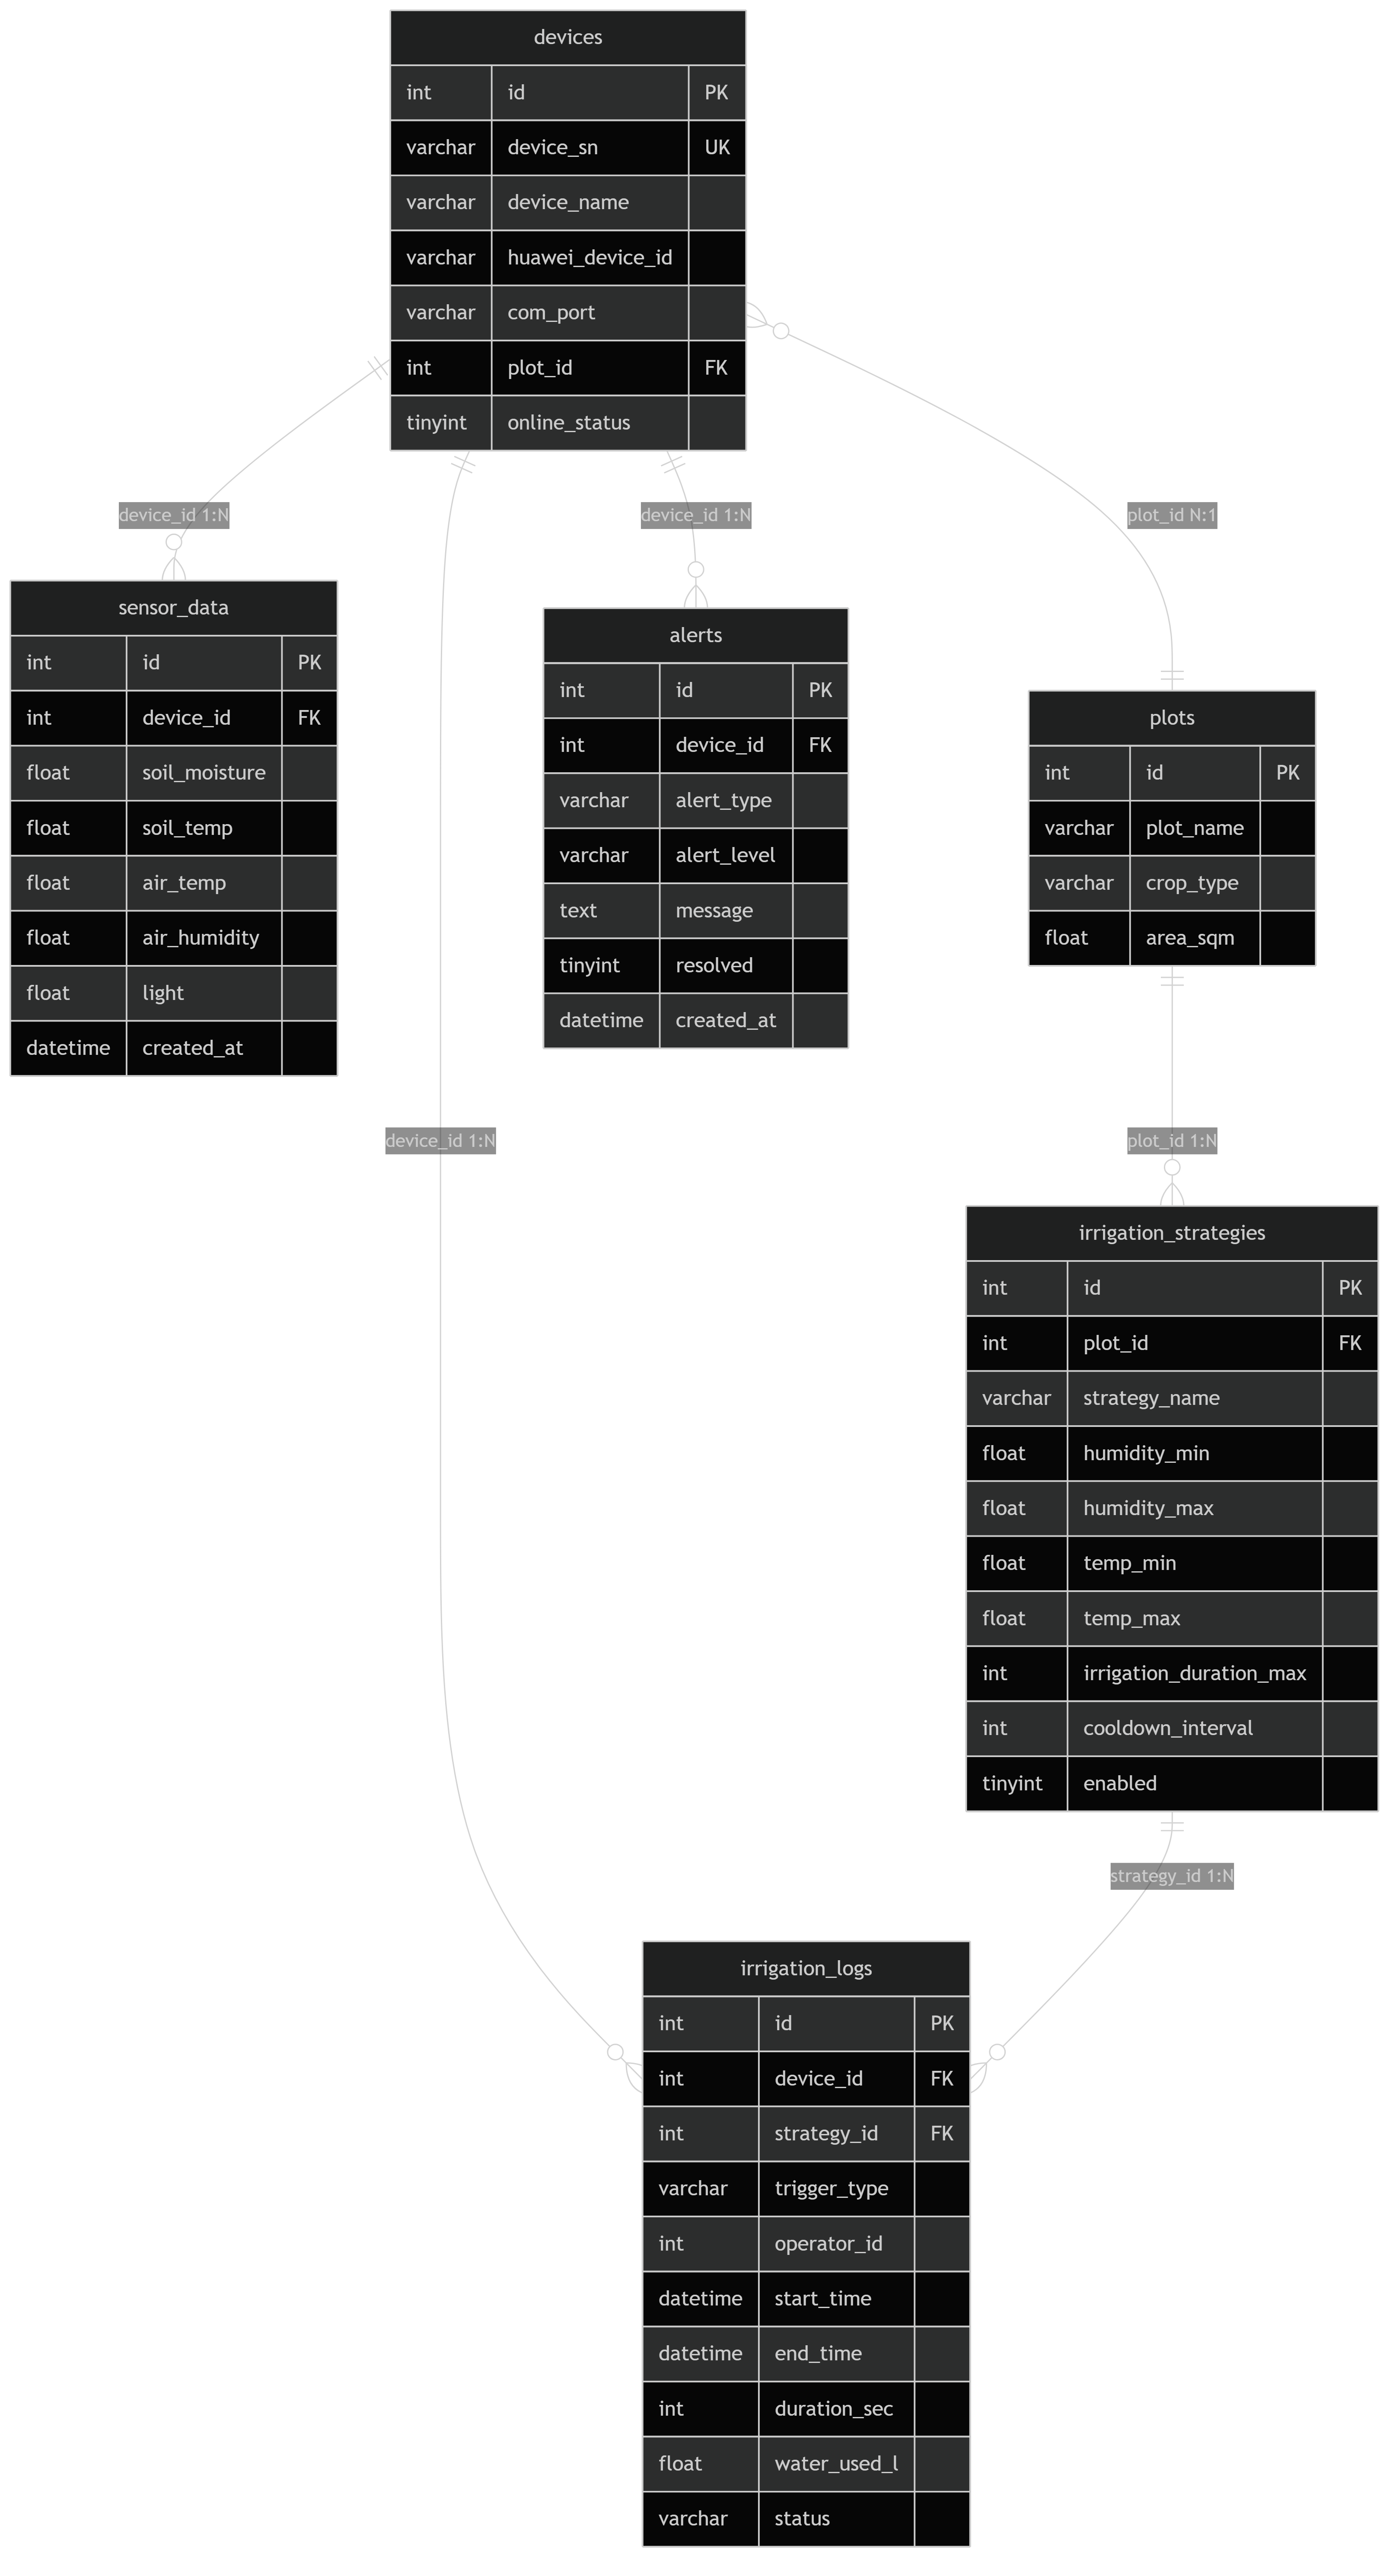 devices
int id PK
varchar device_sn UK
varchar device_name
varchar huawei_device_id
varchar com_port
int plot_id FK
tinyint online_status
device_id 1:N
device_id 1:N
plot_id N:1
sensor_data
int id PK
int device_id FK
float soil_moisture
float soil_temp
float air_temp
float air_humidity
float light
datetime created_at
alerts
int id PK
int device_id FK
varchar alert_type
varchar alert_level
text message
tinyint resolved
datetime created_at
plots
int id PK
varchar plot_name
varchar crop_type
float area_sqm
device_id 1:N
plot_id 1:N
irrigation_strategies
int id PK
int plot_id FK
varchar strategy_name
float humidity_min
float humidity_max
float temp_min
float temp_max
int irrigation_duration_max
int cooldown_interval
tinyint enabled
strategy_id 1:N
irrigation_logs
int id PK
int device_id FK
int strategy_id FK
varchar trigger_type
int operator_id
datetime start_time
datetime end_time
int duration_sec
float water_used_l
varchar status